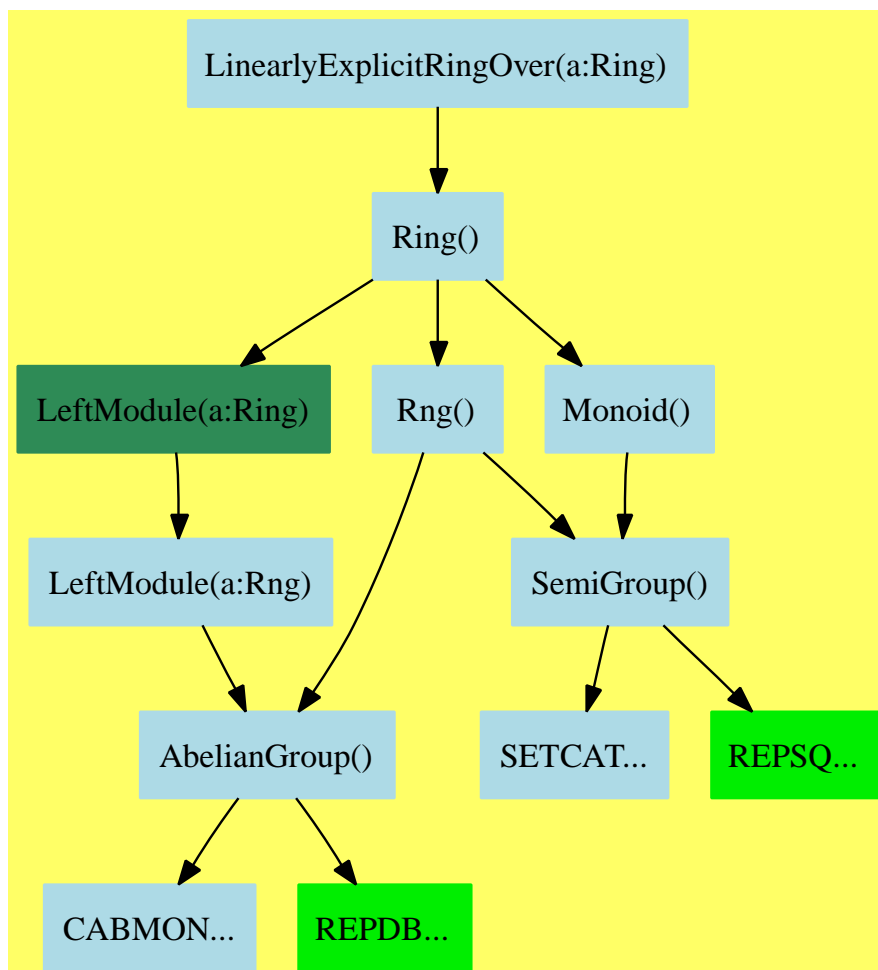 LinearlyExplicitRingOver(a:Ring)
Ring()
LeftModule(a:Ring)
Rng()
Monoid()
LeftModule(a:Rng)
SemiGroup()
AbelianGroup()
SETCAT...
REPSQ...
CABMON...
REPDB...